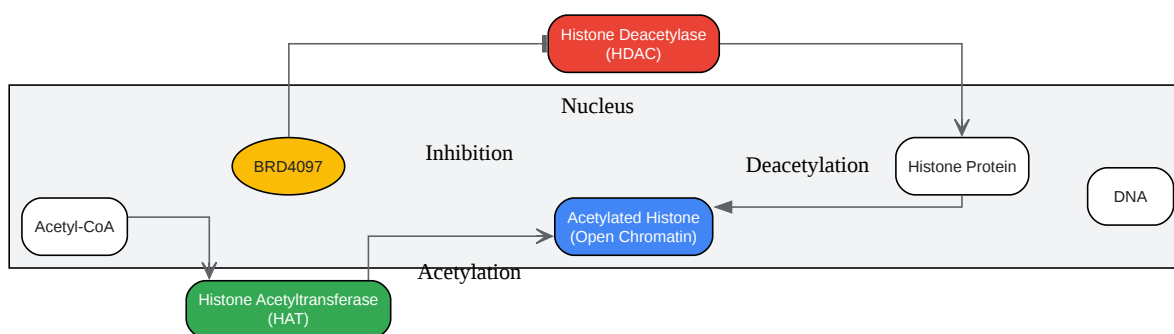 Histone Deacetylase
(HDAC)
Nucleus
Inhibition
BRD4097
Deacetylation
Histone Protein
DNA
Acetyl-CoA
Acetylated Histone
(Open Chromatin)
Acetylation
Histone Acetyltransferase
(HAT)